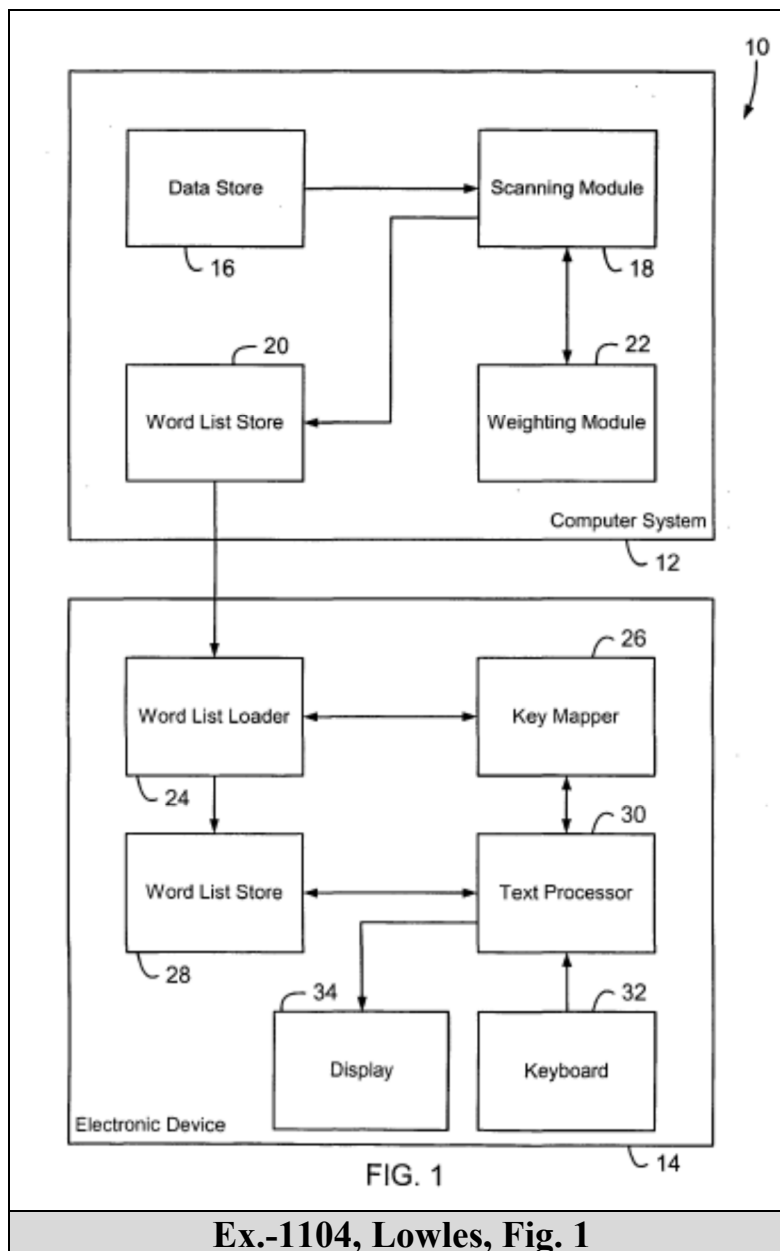 10
Data Store
Scanning Module
16
18
20
22
Word List Store
Weighting Module
Computer System
12
26
Word List Loader
Key Mapper
24
30
Word List Store
Text Processor
28
34
32
Display
Keyboard
Electronic Device
14
FIG. 1
Ex.-1104, Lowles, Fig. 1